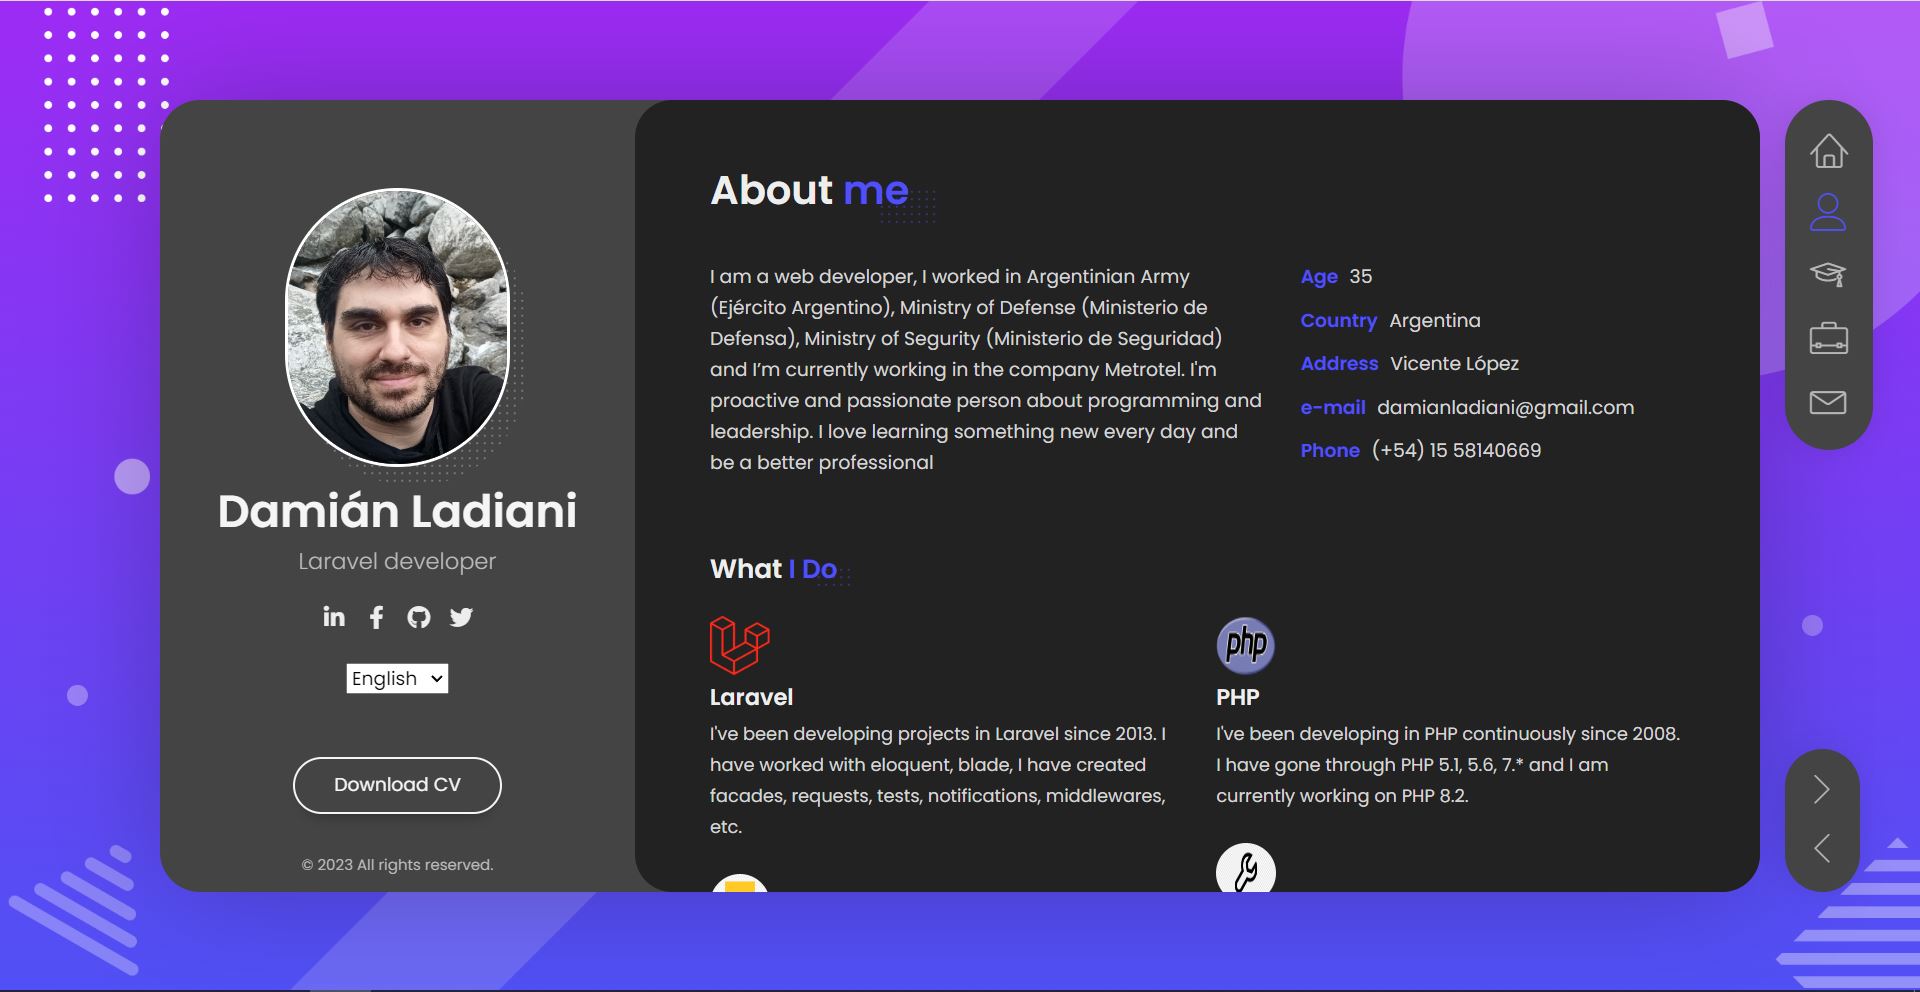 Damián Ladiani
Laravel developer
English
Download CV
© 2023 All rights reserved.
About me
I am a web developer, I worked in Argentinian Army
(Ejército Argentino), Ministry of Defense (Ministerio de
Defensa), Ministry of Segurity (Ministerio de Seguridad)
and I’m currently working in the company Metrotel. I'm
proactive and passionate person about programming and
leadership. I love learning something new every day and
be a better professional
Age 35
Country Argentina
Address Vicente López
e-mail damianladiani@gmail.com
Phone (+54) 15 58140669
What I Do
Laravel
I've been developing projects in Laravel since 2013. I
have worked with eloquent, blade, I have created
facades, requests, tests, notifications, middlewares,
etc.
php
PHP
I've been developing in PHP continuously since 2008.
I have gone through PHP 5.1, 5.6, 7.* and I am
currently working on PHP 8.2.